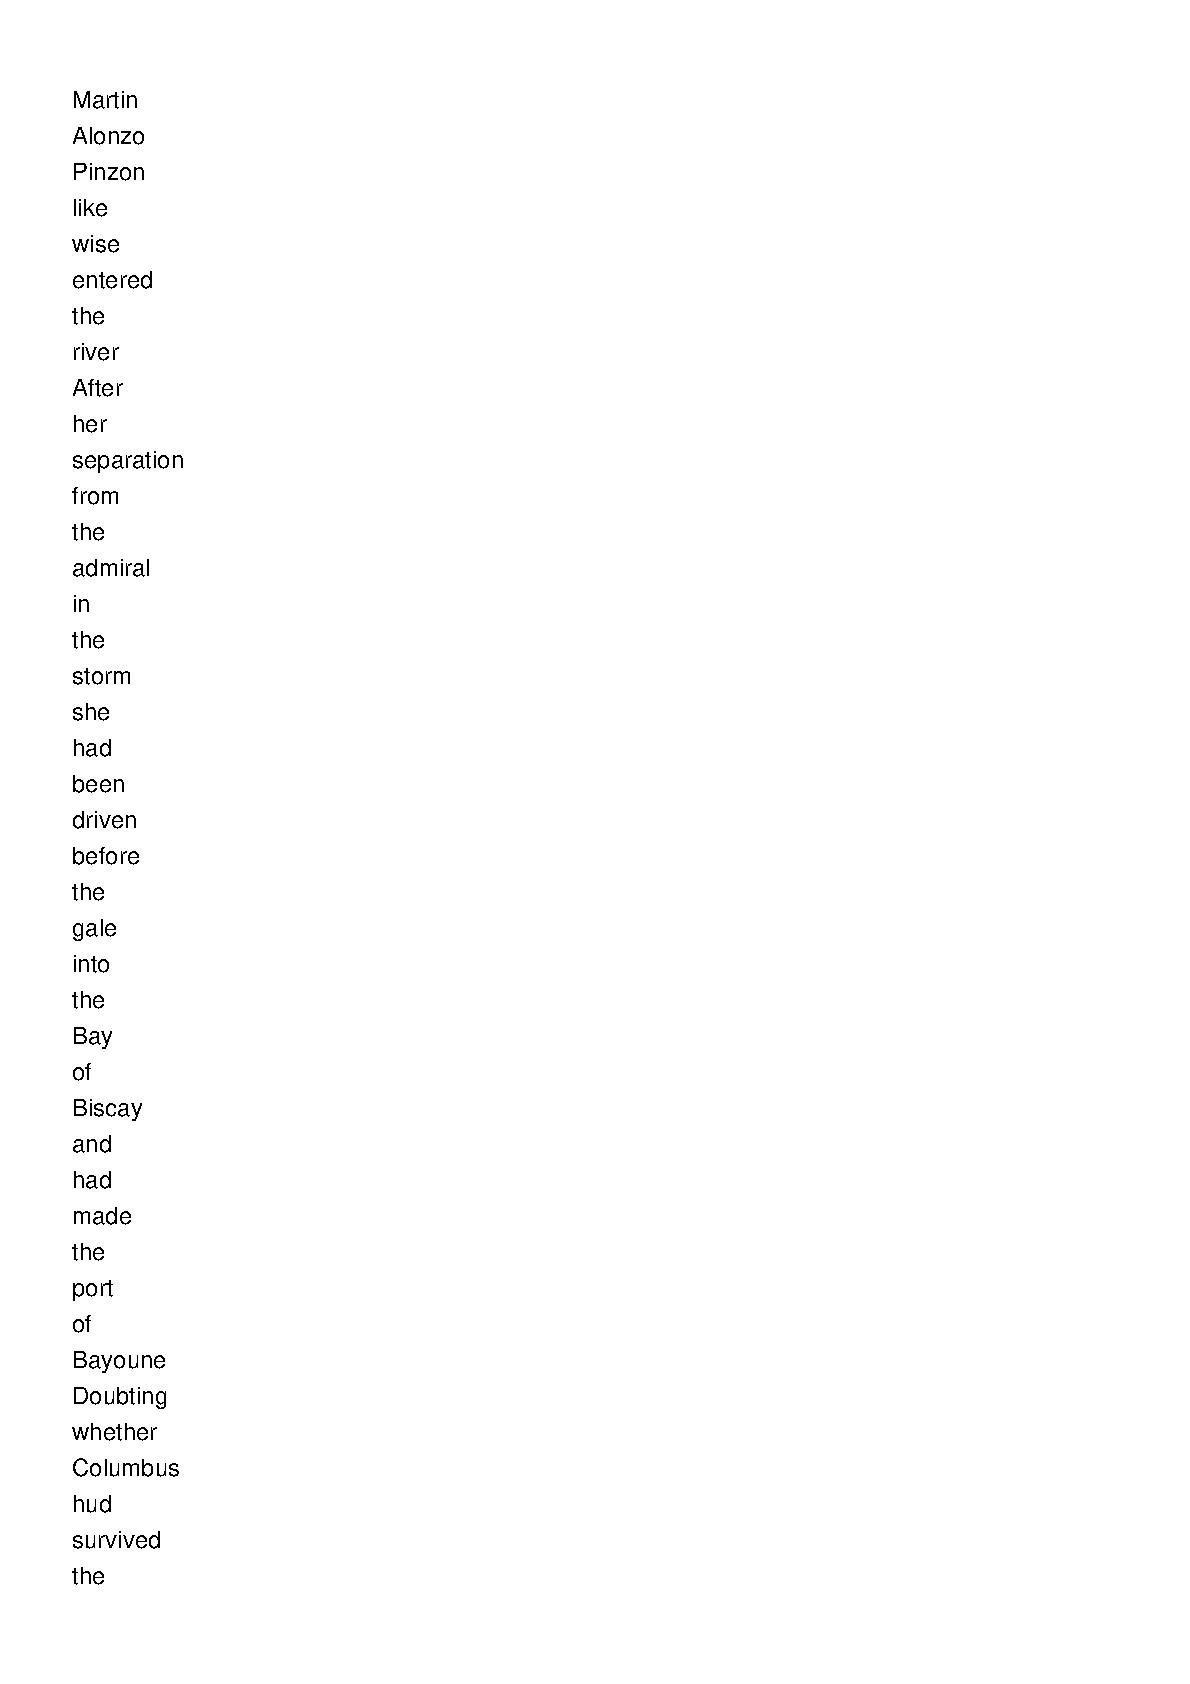 Martin
Alonzo
Pinzon
like
wise
entered
the
river
After
her
separation
from
the
admiral
in
the
storm
she
had
been
driven
before
the
gale
into
the
Bay
of
Biscay
and
had
made
the
port
of
Bayoune
Doubting
whether
Columbus
hud
survived
the